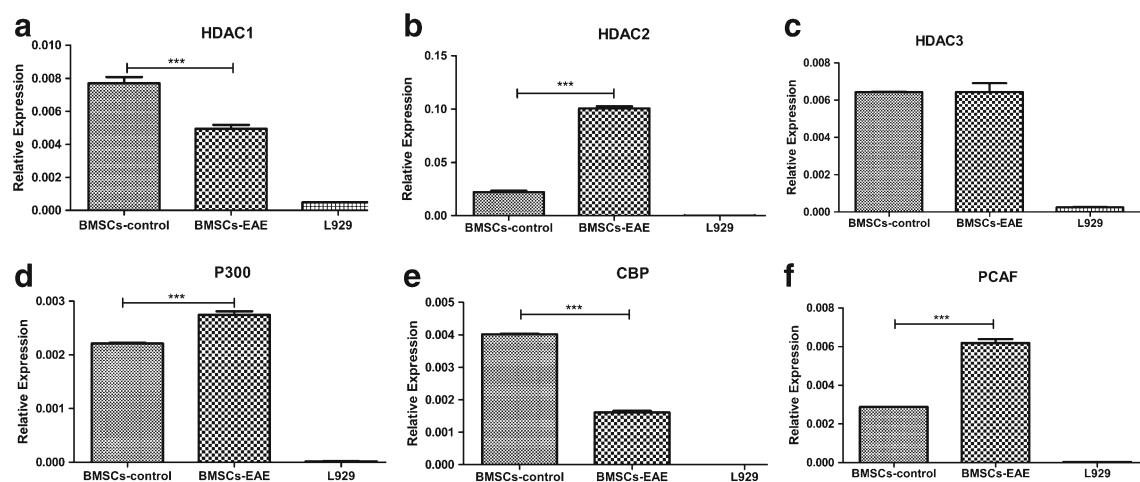 a
HDAC1
Relative Expression
0.010
0.008
0.006
0.004
0.002
0.000
***
BMSCs-control BMSCs-EAE L929
b
HDAC2
Relative Expression
0.15
0.10
0.05
0.00
***
BMSCs-control BMSCs-EAE L929
c
HDAC3
Relative Expression
0.008
0.006
0.004
0.002
0.000
BMSCs-control BMSCs-EAE L929
d
P300
Relative Expression
0.003
0.002
0.001
0.000
***
BMSCs-control BMSCs-EAE L929
e
CBP
Relative Expression
0.005
0.004
0.003
0.002
0.001
0.000
***
BMSCs-control BMSCs-EAE L929
f
PCAF
Relative Expression
0.008
0.006
0.004
0.002
0.000
***
BMSCs-control BMSCs-EAE L929